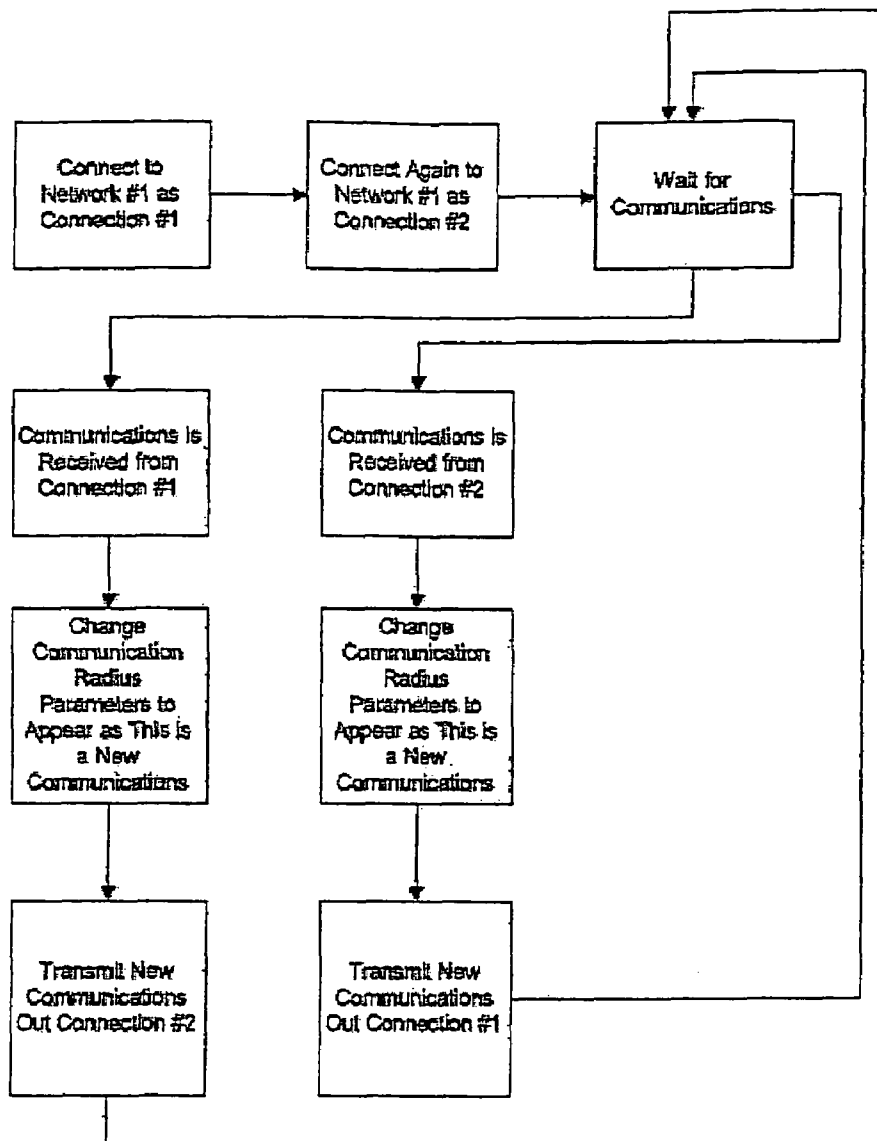 Connect to
Network #1 as
Connection #1
Connect Again to
Network #1 as
Connection #2
Wait for
Communications
Communications is
Received from
Connection #1
Communications is
Received from
Connection #2
Change
Communication
Radius
Parameters to
Appear as This is
a New
Communications
Change
Communication
Radius
Parameters to
Appear as This is
a New
Communications
Transmit New
Communications
Out Connection #2
Transmit New
Communications
Out Connection #1